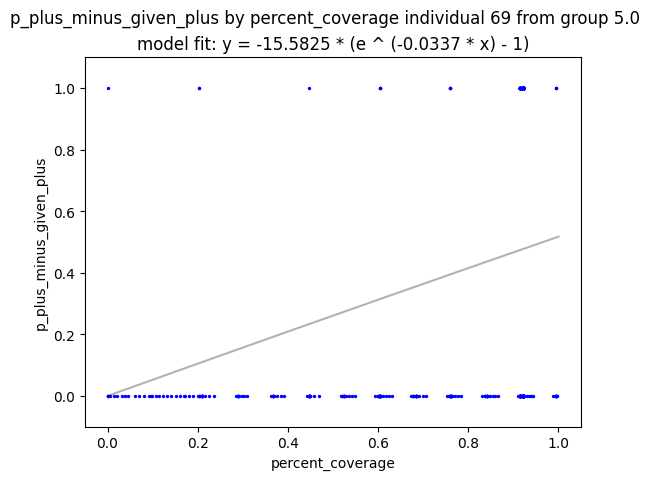 p_plus_minus_given_plus by percent_coverage individual 69 from group 5.0
model fit: y = -15.5825 * (e ^ (-0.0337 * x) - 1)
1.0
0.8
0.6
0.4
0.2
0.0
p_plus_minus_given_plus
0.0 0.2 0.4 0.6 0.8 1.0
percent_coverage